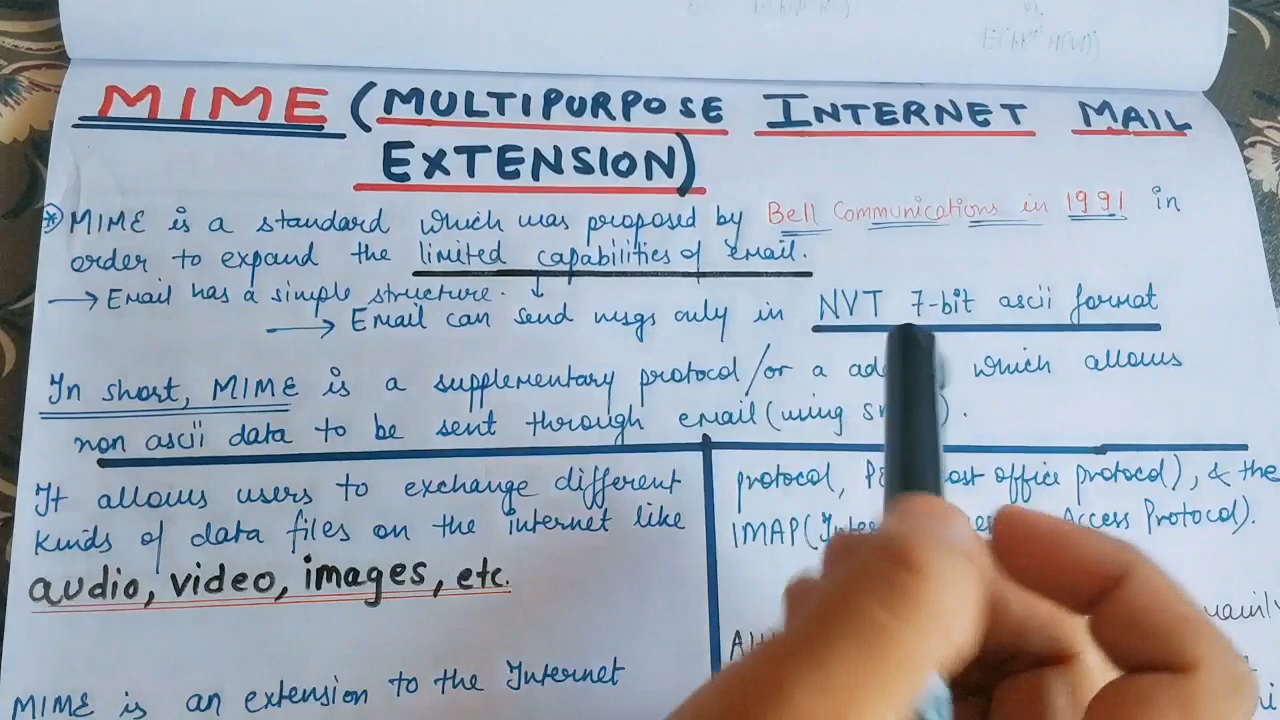 MIME (MULTIPURPOSE INTERNET MAIL
EXTENSION)
* MIME is a standard which was proposed by Bell Communications in 1991 in
order to expand the limited capabilities of email.
→ Email has a simple structure. ↓
→ Email can send msgs only in NVT 7-bit ascii format
In short, MIME is a supplementary protocol/or a which allows
non ascii data to be sent through email (using ).
It allows users to exchange different
kinds of data files on the internet like
audio, video, images, etc.
MIME is an extension to the Internet
protocol, office protocol), & the
IMAP( Access Protocol).
mainly